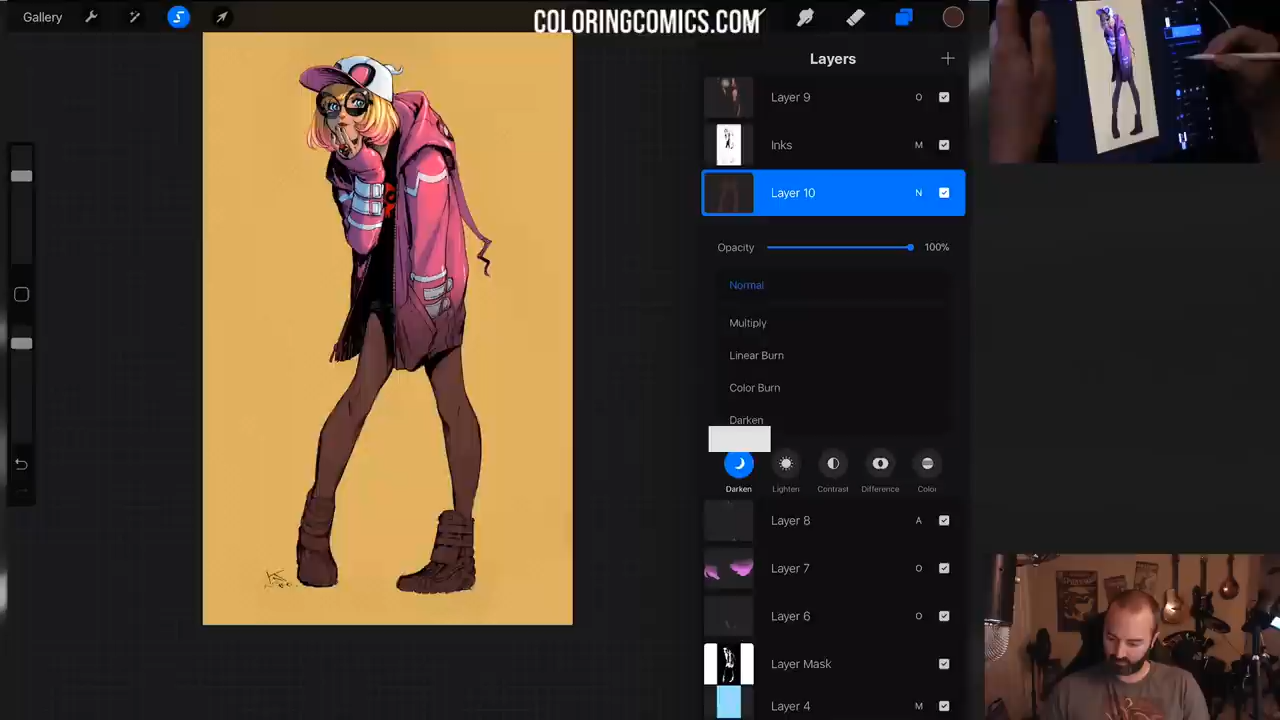 Gallery
COLORINGCOMICS.COM
Layers
Layer 9 O
Inks M
Layer 10 N
Opacity 100%
Normal
Multiply
Linear Burn
Color Burn
Darken
Darken Lighten Contrast Difference Color
Layer 8 A
Layer 7 O
Layer 6 O
Layer Mask
Layer 4 M